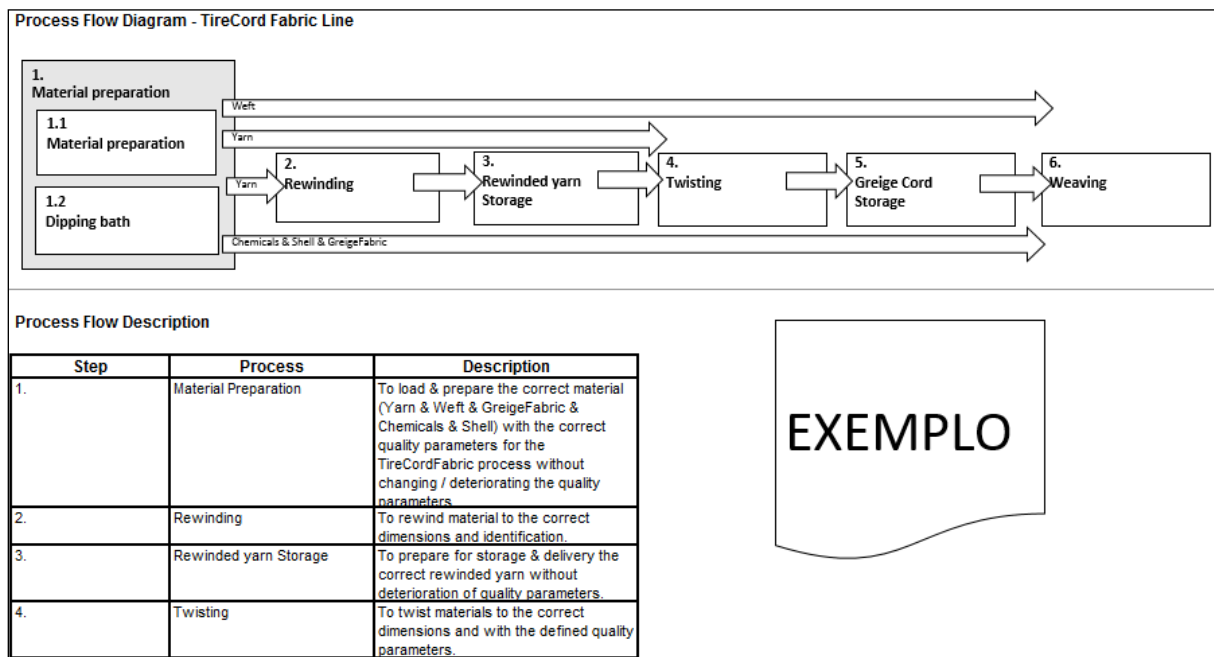 Process Flow Diagram - TireCord Fabric Line
1.
Material preparation
1.1
Material preparation
1.2
Dipping bath
Weft
Yarn
Yarn
2.
Rewinding
3.
Rewinded yarn
Storage
4.
Twisting
5.
Greige Cord
Storage
6.
Weaving
Chemicals & Shell & GreigeFabric
Process Flow Description
Step Process Description
1. Material Preparation To load & prepare the correct material
(Yarn & Weft & GreigeFabric &
Chemicals & Shell) with the correct
quality parameters for the
TireCordFabric process without
changing / deteriorating the quality
parameters
2. Rewinding To rewind material to the correct
dimensions and identification.
3. Rewinded yarn Storage To prepare for storage & delivery the
correct rewinded yarn without
deterioration of quality parameters.
4. Twisting To twist materials to the correct
dimensions and with the defined quality
parameters.
EXEMPLO